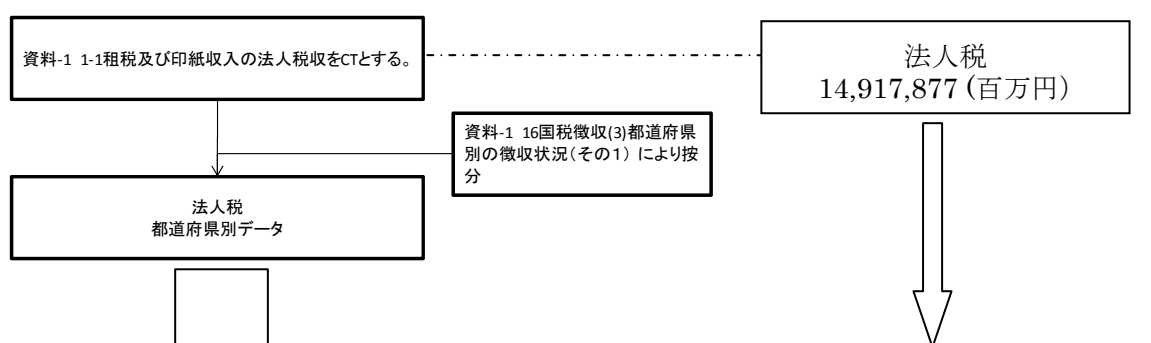 資料-1 1-1租税及び印紙収入の法人税収をCTとする。
法人税
14,917,877 (百万円)
資料-1 16国税徴収(3)都道府県
別の徴収状況(その1) により按
分
法人税
都道府県別データ